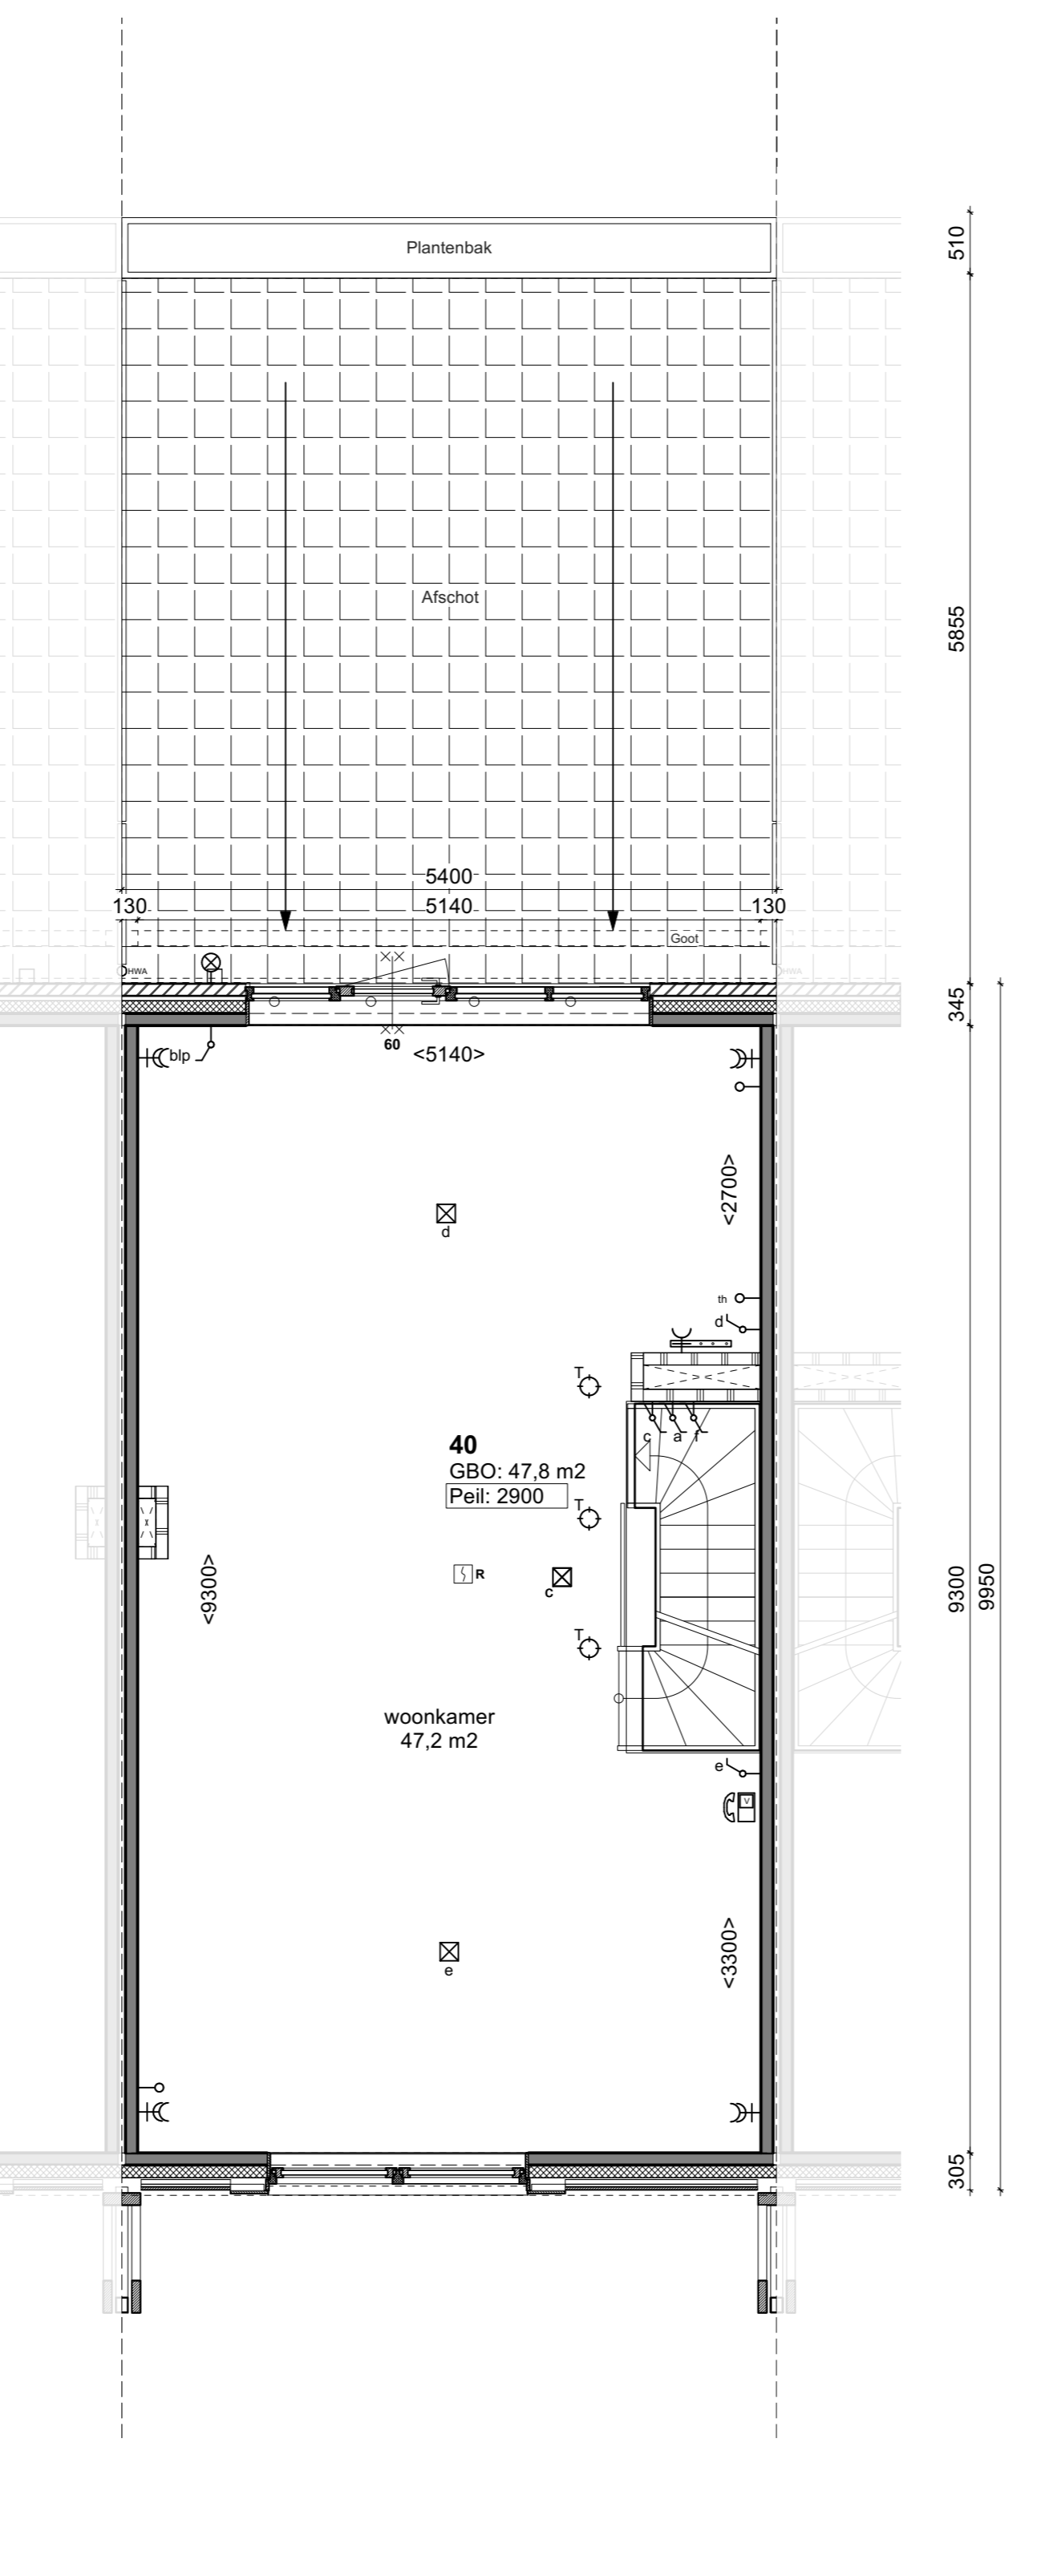 Plantenbak
510
Afschot
5855
5400
130
5140
130
Goot
HWA
HWA
345
blp
60
<5140>
<2700>
d
th
d
T
c
a
f
40
GBO: 47,8 m2
Peil: 2900
T
R
c
<9300>
9300
9950
T
woonkamer
47,2 m2
e
V
<3300>
e
305